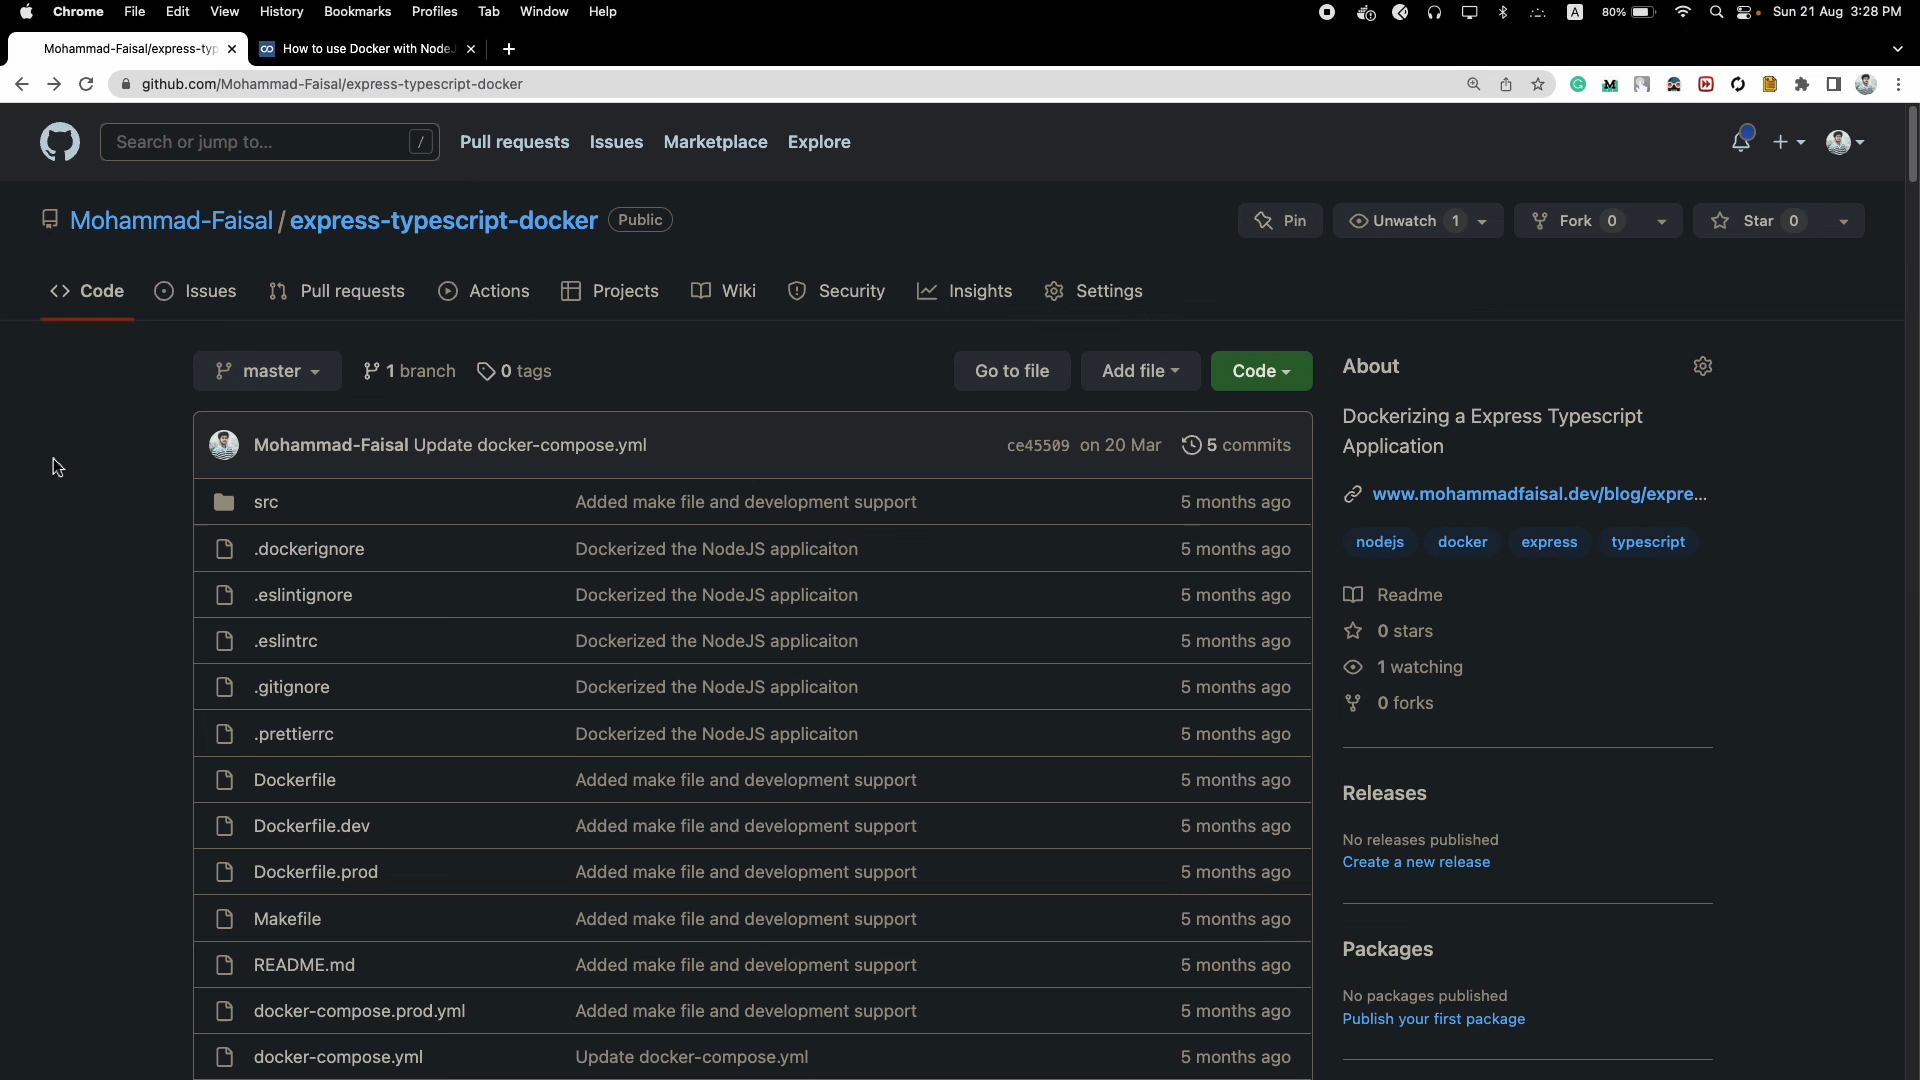 Chrome File Edit View History Bookmarks Profiles Tab Window Help A 80% Sun 21 Aug 3:28 PM
Mohammad-Faisal/express-typ How to use Docker with Node.
github.com/Mohammad-Faisal/express-typescript-docker
Search or jump to... / Pull requests Issues Marketplace Explore
Mohammad-Faisal / express-typescript-docker Public Pin Unwatch 1 Fork 0 Star 0
Code Issues Pull requests Actions Projects Wiki Security Insights Settings
master 1 branch 0 tags Go to file Add file Code
Mohammad-Faisal Update docker-compose.yml ce45509 on 20 Mar 5 commits
src Added make file and development support 5 months ago
.dockerignore Dockerized the NodeJS applicaiton 5 months ago
.eslintignore Dockerized the NodeJS applicaiton 5 months ago
.eslintrc Dockerized the NodeJS applicaiton 5 months ago
.gitignore Dockerized the NodeJS applicaiton 5 months ago
.prettierrc Dockerized the NodeJS applicaiton 5 months ago
Dockerfile Added make file and development support 5 months ago
Dockerfile.dev Added make file and development support 5 months ago
Dockerfile.prod Added make file and development support 5 months ago
Makefile Added make file and development support 5 months ago
README.md Added make file and development support 5 months ago
docker-compose.prod.yml Added make file and development support 5 months ago
docker-compose.yml Update docker-compose.yml 5 months ago
About
Dockerizing a Express Typescript
Application
www.mohammadfaisal.dev/blog/expre...
nodejs docker express typescript
Readme
0 stars
1 watching
0 forks
Releases
No releases published
Create a new release
Packages
No packages published
Publish your first package